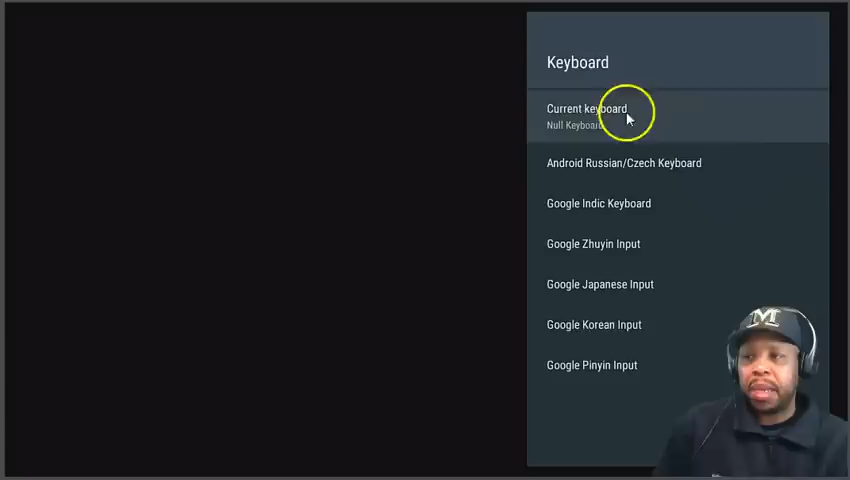 Keyboard
Current keyboard
Null Keyboard
Android Russian/Czech Keyboard
Google Indic Keyboard
Google Zhuyin Input
Google Japanese Input
Google Korean Input
Google Pinyin Input
M